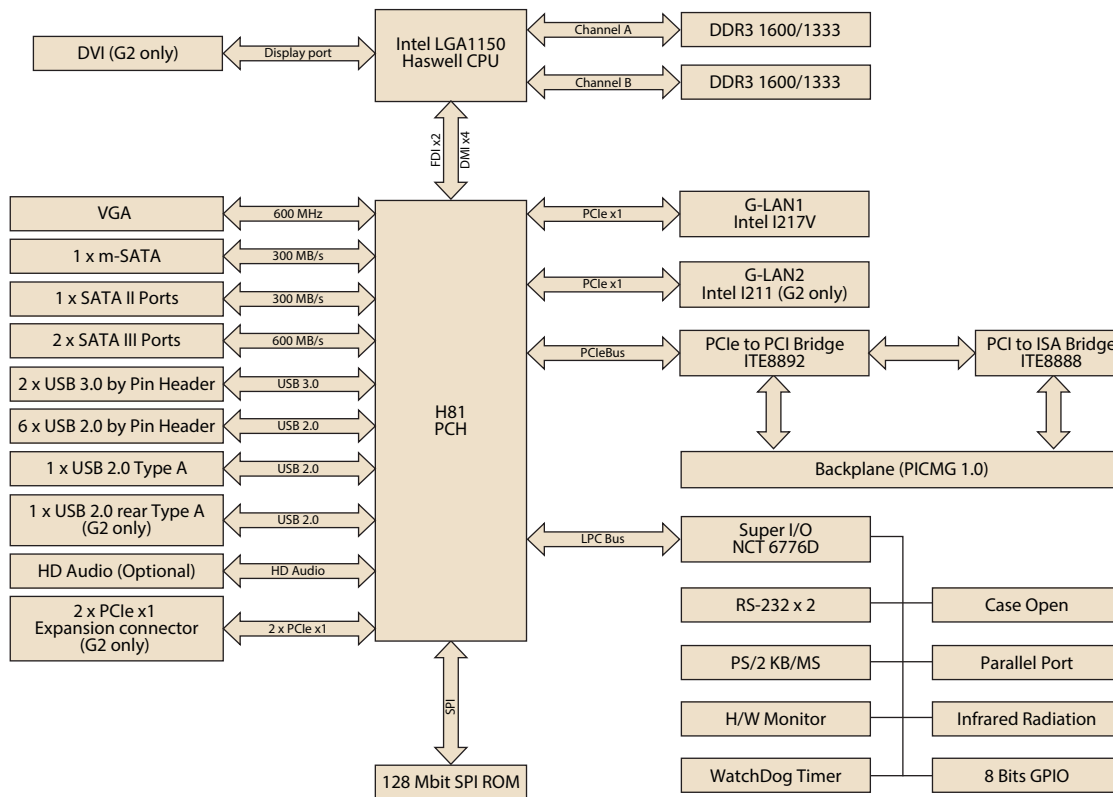 DVI (G2 only)
Display port
Intel LGA1150
Haswell CPU
Channel A
DDR3 1600/1333
Channel B
DDR3 1600/1333
FDI x2
DMI x4
VGA
600 MHz
1 x m-SATA
300 MB/s
1 x SATA II Ports
300 MB/s
2 x SATA III Ports
600 MB/s
2 x USB 3.0 by Pin Header
USB 3.0
6 x USB 2.0 by Pin Header
USB 2.0
1 x USB 2.0 Type A
USB 2.0
1 x USB 2.0 rear Type A
(G2 only)
USB 2.0
HD Audio (Optional)
HD Audio
2 x PCIe x1
Expansion connector
(G2 only)
2 x PCIe x1
H81
PCH
PCIe x1
G-LAN1
Intel I217V
PCIe x1
G-LAN2
Intel I211 (G2 only)
PCIeBus
PCIe to PCI Bridge
ITE8892
PCI to ISA Bridge
ITE8888
Backplane (PICMG 1.0)
LPC Bus
Super I/O
NCT 6776D
RS-232 x 2
Case Open
PS/2 KB/MS
Parallel Port
H/W Monitor
Infrared Radiation
WatchDog Timer
8 Bits GPIO
SPI
128 Mbit SPI ROM